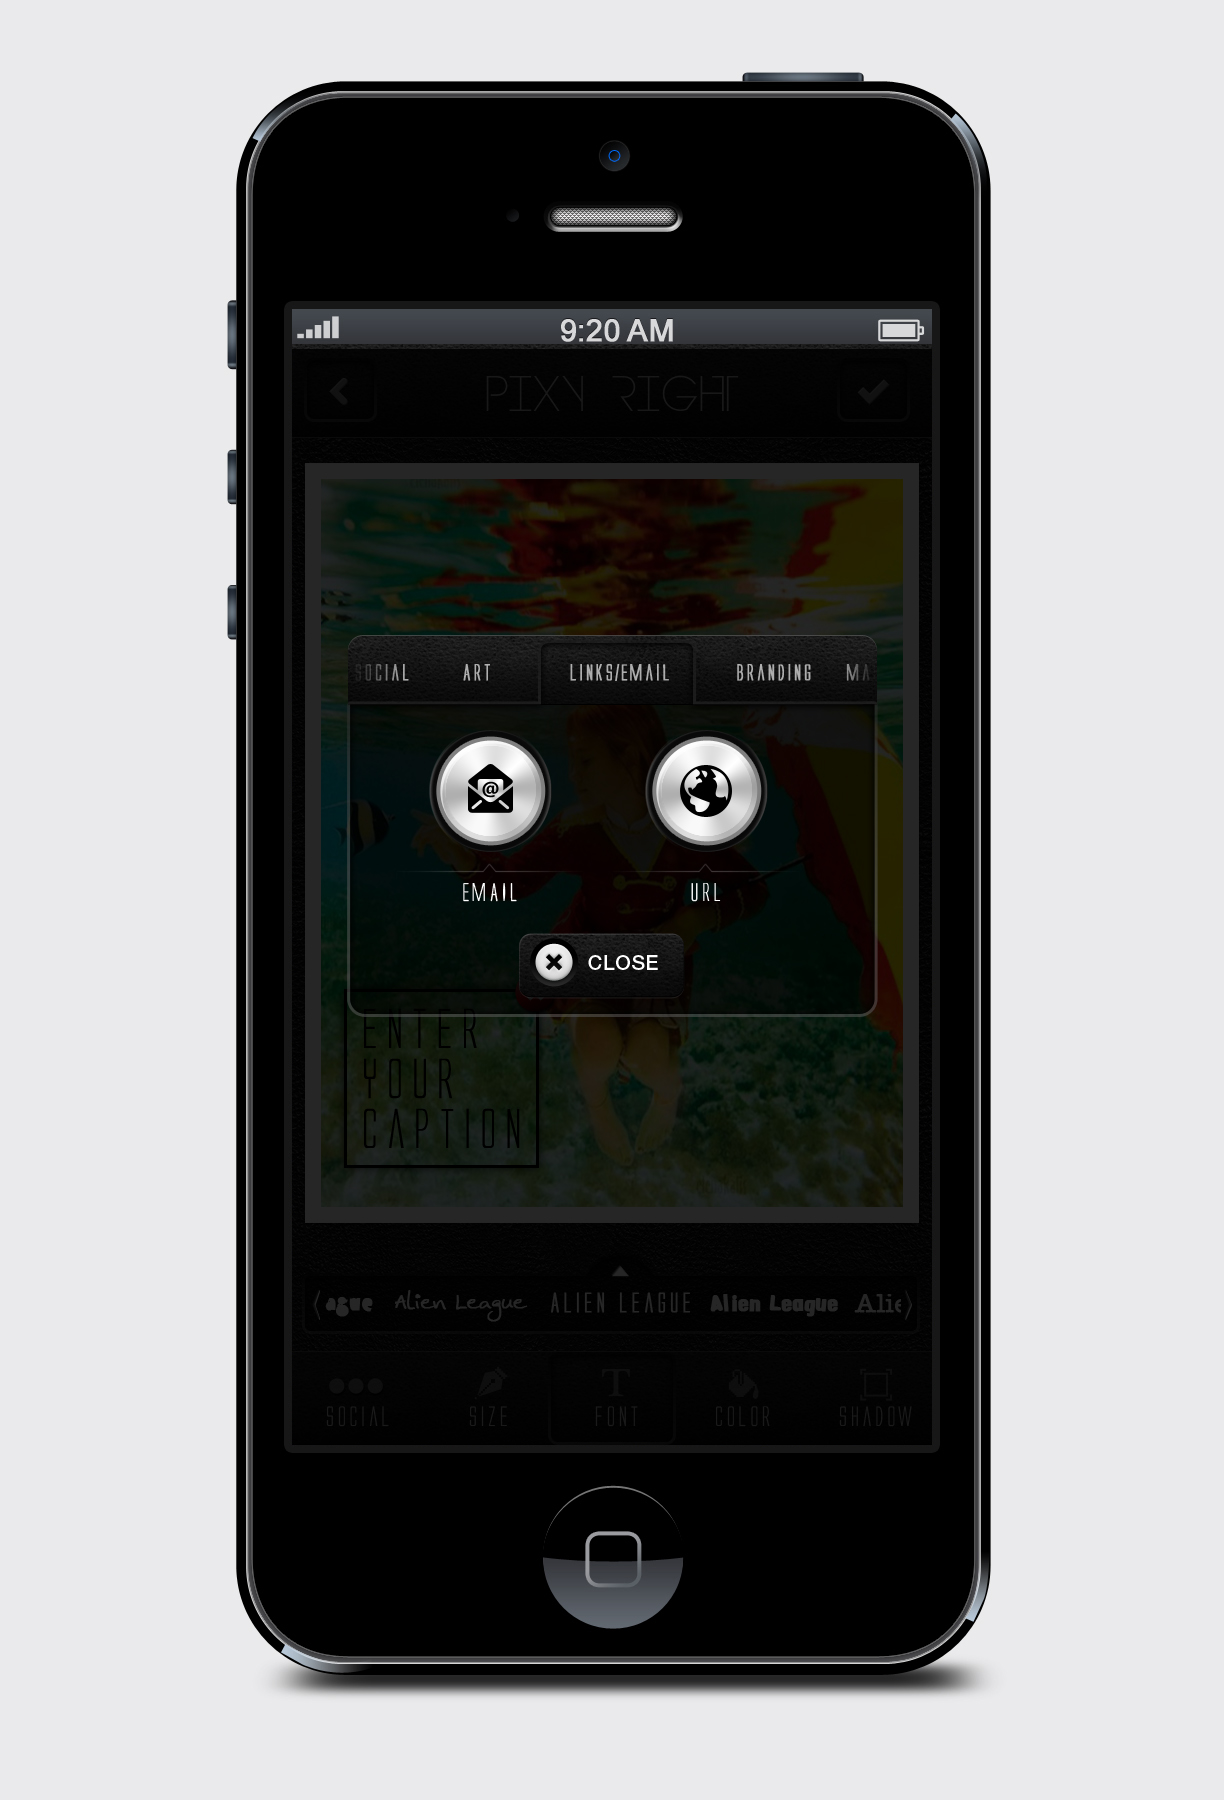 9:20 AM
PIXY RIGHT
SOCIAL ART LINKS/EMAIL BRANDING MA
@
EMAIL URL
CLOSE
ENTER
YOUR
CAPTION
ague Alien League ALIEN LEAGUE Alien League Alie
SOCIAL SIZE T FONT COLOR SHADOW